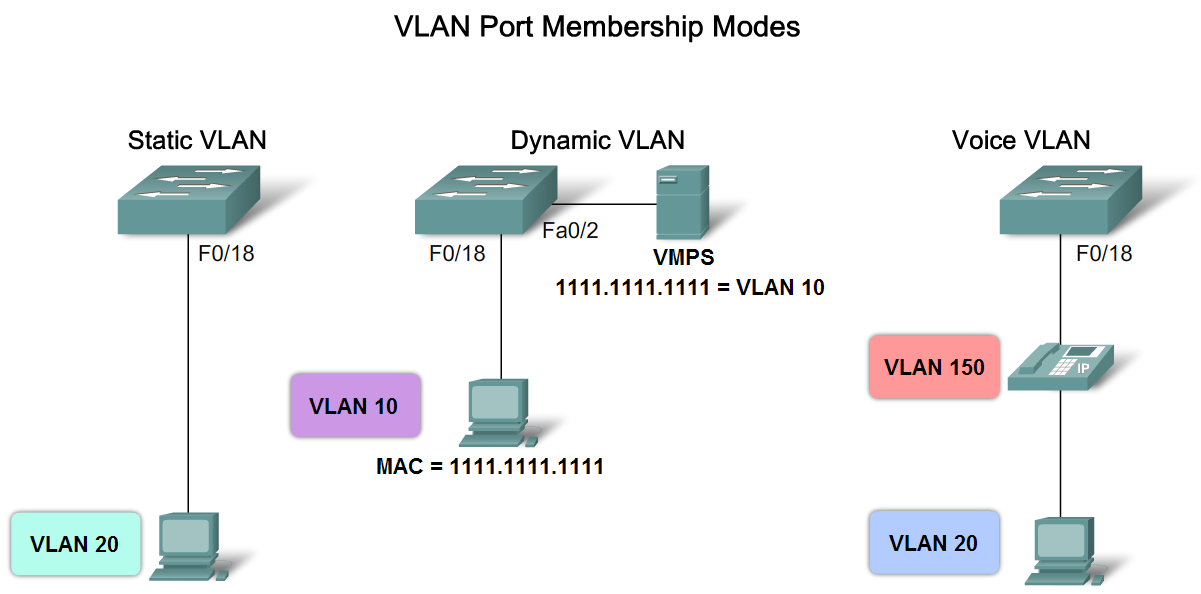 VLAN Port Membership Modes
Static VLAN
F0/18
VLAN 20
Dynamic VLAN
Fa0/2
F0/18
VMPS
1111.1111.1111 = VLAN 10
VLAN 10
MAC = 1111.1111.1111
Voice VLAN
F0/18
VLAN 150
IP
VLAN 20